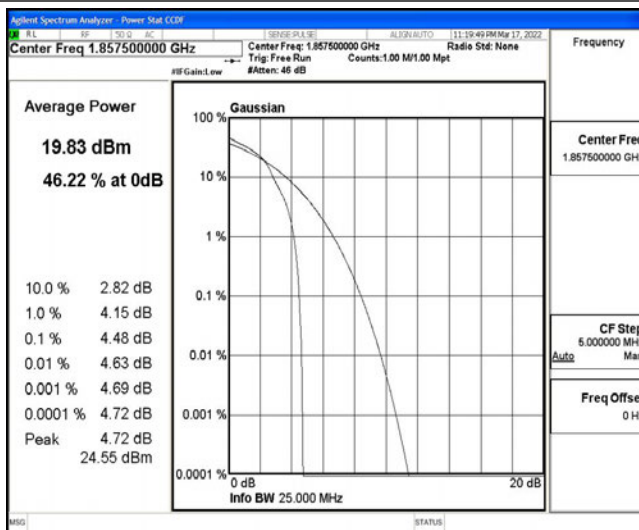 Agilent Spectrum Analyzer - Power Stat CCDF
RL RF 50 Ω AC SENSE:PULSE ALIGN AUTO 11:19:49 PM Mar 17, 2022
Center Freq 1.857500000 GHz
Center Freq: 1.857500000 GHz Radio Std: None
Trig: Free Run Counts:1.00 M/1.00 Mpt
#IFGain:Low #Atten: 46 dB
Frequency
Average Power
19.83 dBm
46.22 % at 0dB
10.0 % 2.82 dB
1.0 % 4.15 dB
0.1 % 4.48 dB
0.01 % 4.63 dB
0.001 % 4.69 dB
0.0001 % 4.72 dB
Peak 4.72 dB
24.55 dBm
Gaussian
100 %
10 %
1 %
0.1 %
0.01 %
0.001 %
0.0001 %
0 dB 20 dB
Info BW 25.000 MHz
Center Freq
1.857500000 GH
CF Step
5.000000 MH
Auto Ma
Freq Offse
0 H
MSG STATUS